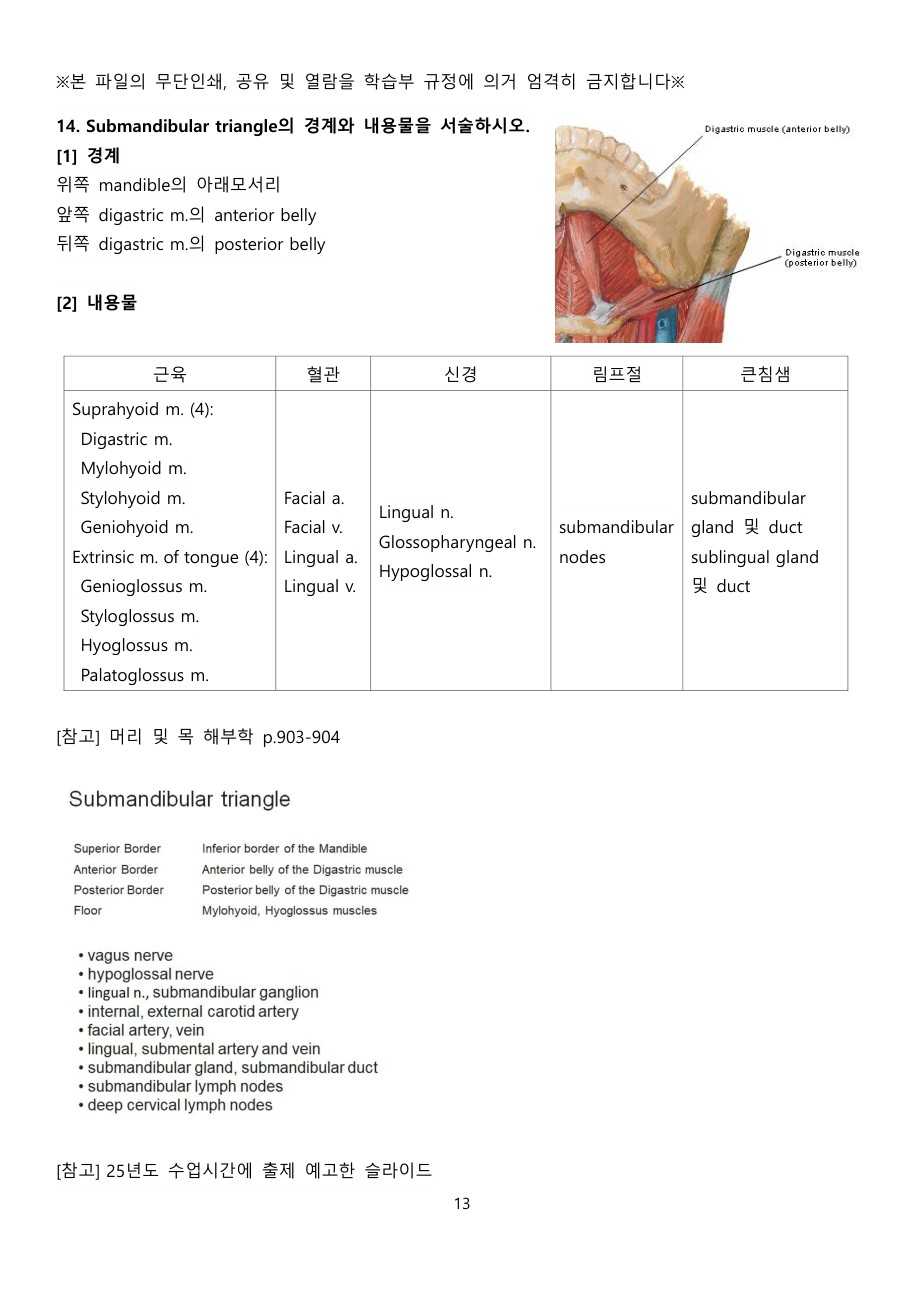 ※본 파일의 무단인쇄, 공유 및 열람을 학습부 규정에 의거 엄격히 금지합니다※
14. Submandibular triangle의 경계와 내용물을 서술하시오.
[1] 경계
위쪽 mandible의 아래모서리
앞쪽 digastric m.의 anterior belly
뒤쪽 digastric m.의 posterior belly
Digastric muscle (anterior belly)
Digastric muscle
(posterior belly)
[2] 내용물
근육 혈관 신경 림프절 큰침샘
Suprahyoid m. (4):
Digastric m.
Mylohyoid m.
Stylohyoid m.
Geniohyoid m.
Extrinsic m. of tongue (4):
Genioglossus m.
Styloglossus m.
Hyoglossus m.
Palatoglossus m.
Facial a.
Facial v.
Lingual a.
Lingual v.
Lingual n.
Glossopharyngeal n.
Hypoglossal n.
submandibular
nodes
submandibular
gland 및 duct
sublingual gland
및 duct
[참고] 머리 및 목 해부학 p.903-904
Submandibular triangle
Superior Border Inferior border of the Mandible
Anterior Border Anterior belly of the Digastric muscle
Posterior Border Posterior belly of the Digastric muscle
Floor Mylohyoid, Hyoglossus muscles
• vagus nerve
• hypoglossal nerve
• lingual n., submandibular ganglion
• internal, external carotid artery
• facial artery, vein
• lingual, submental artery and vein
• submandibular gland, submandibular duct
• submandibular lymph nodes
• deep cervical lymph nodes
[참고] 25년도 수업시간에 출제 예고한 슬라이드
13